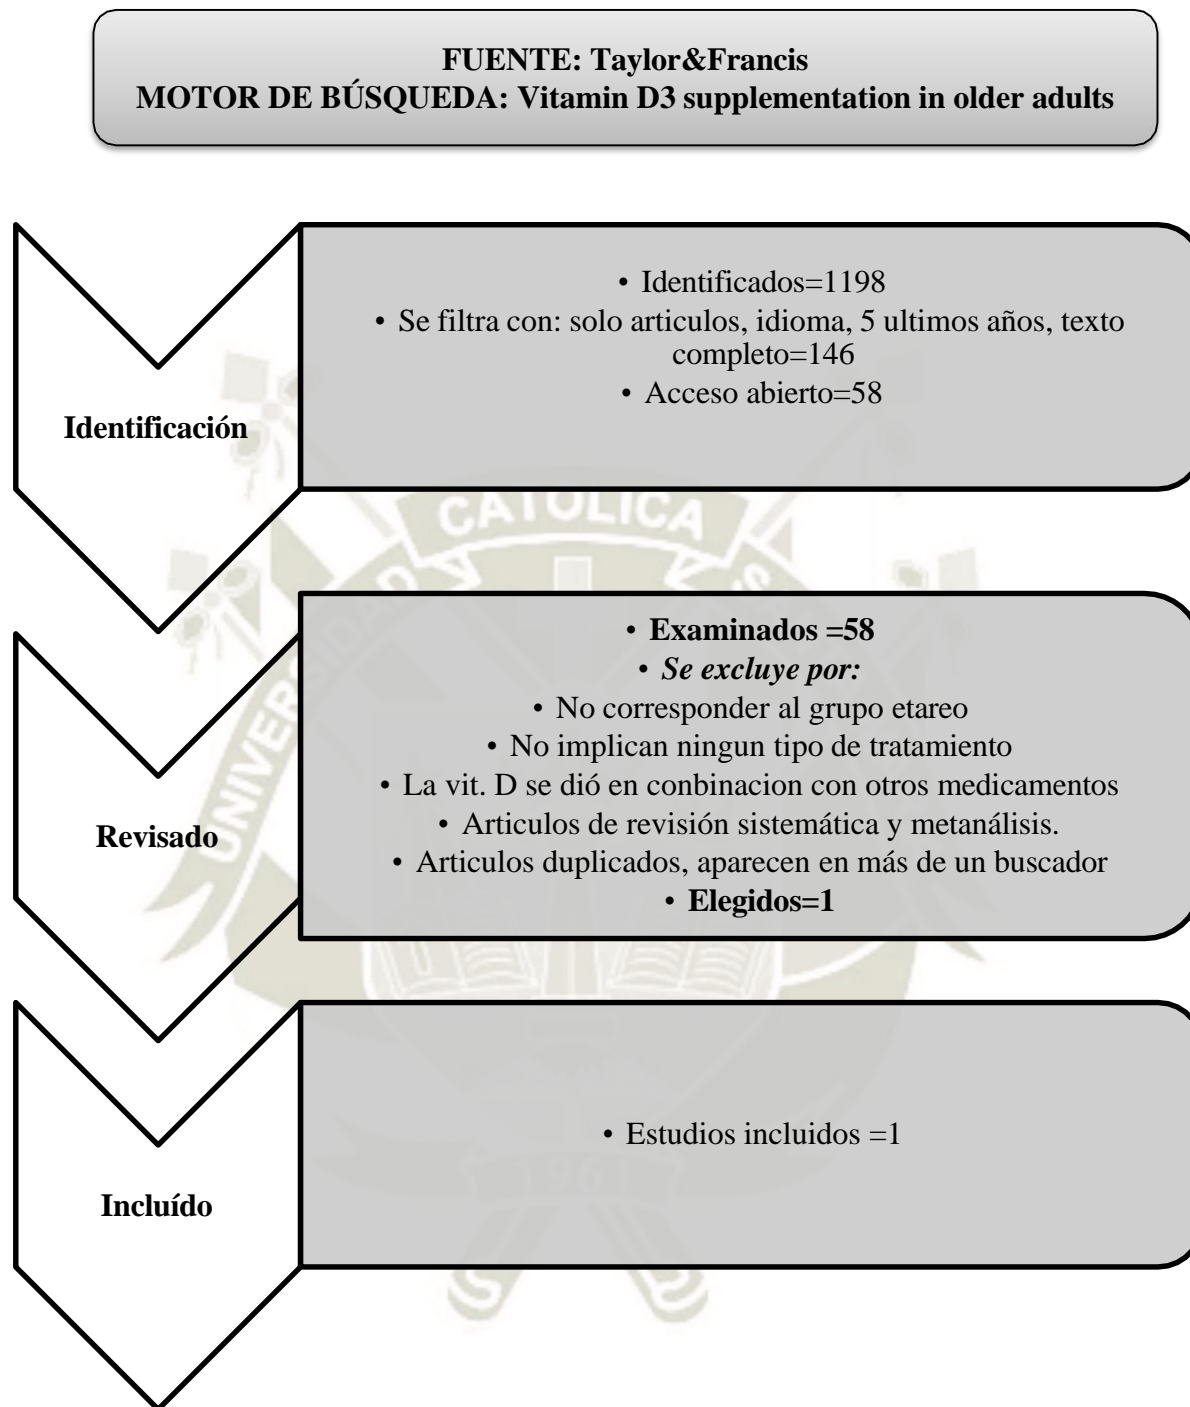 FUENTE: Taylor&Francis
MOTOR DE BÚSQUEDA: Vitamin D3 supplementation in older adults
Identificación
• Identificados=1198
• Se filtra con: solo articulos, idioma, 5 ultimos años, texto
completo=146
• Acceso abierto=58
CATOLICA
UNIVERSIDAD
Revisado
• Examinados =58
• Se excluye por:
• No corresponder al grupo etareo
• No implican ningun tipo de tratamiento
• La vit. D se dió en conbinacion con otros medicamentos
• Articulos de revisión sistemática y metanálisis.
• Articulos duplicados, aparecen en más de un buscador
• Elegidos=1
Incluído
• Estudios incluidos =1
1961